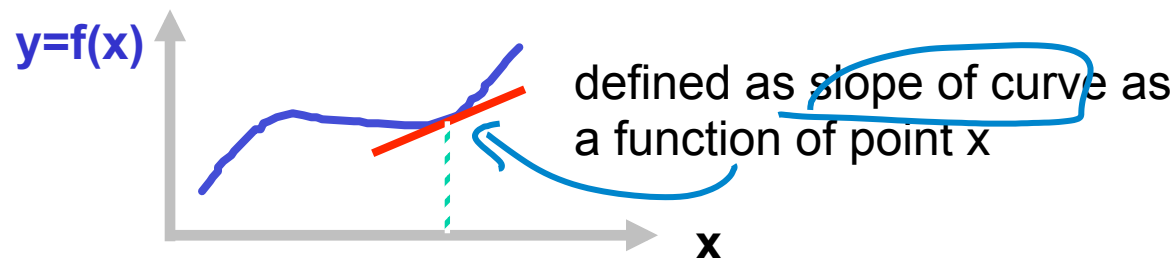 y=f(x)
defined as slope of curve as
a function of point x
x